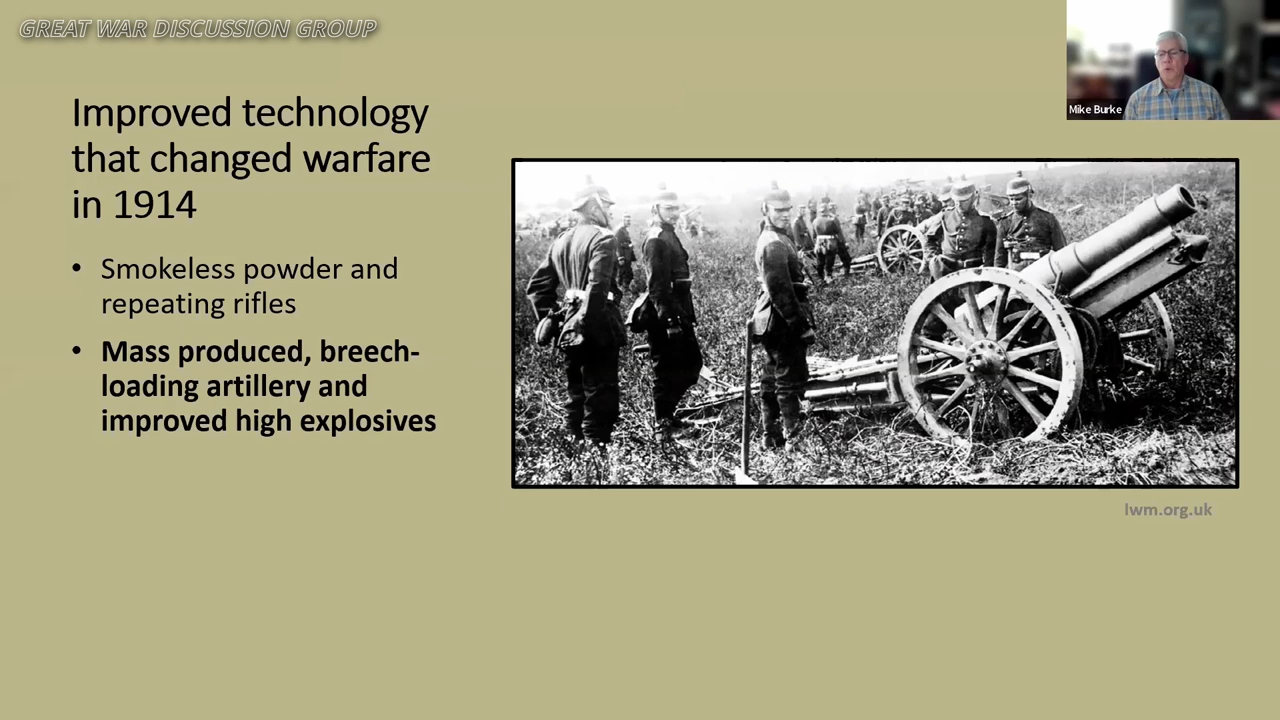 GREAT WAR DISCUSSION GROUP
Mike Burke
Improved technology
that changed warfare
in 1914
• Smokeless powder and
repeating rifles
• Mass produced, breech-
loading artillery and
improved high explosives
lwm.org.uk